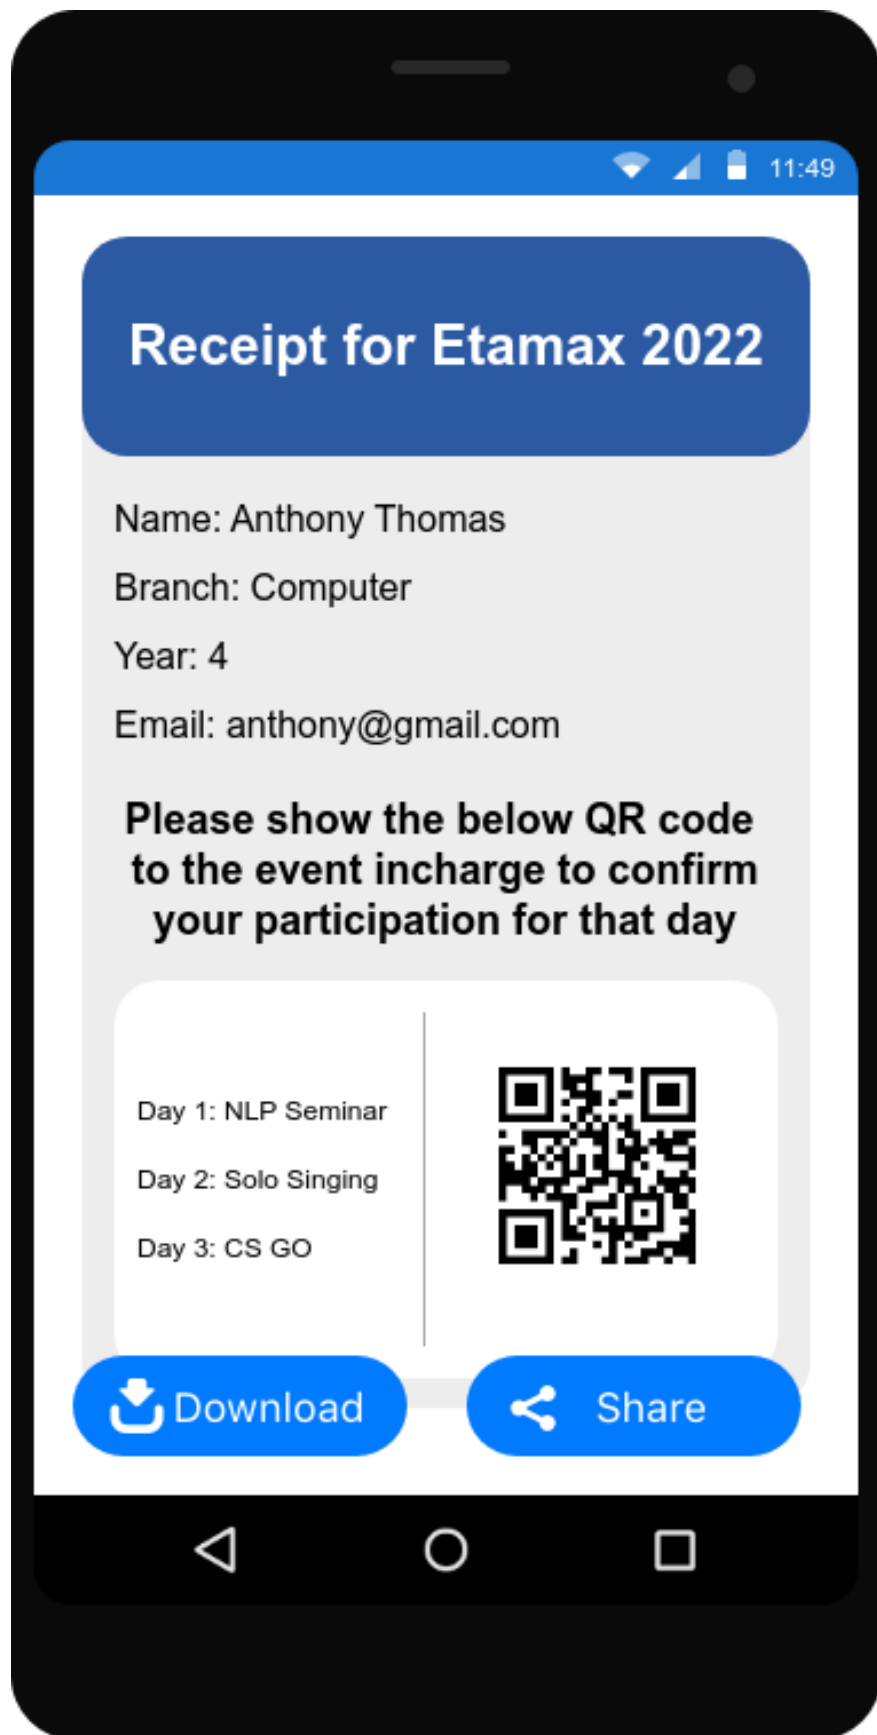 11:49
Receipt for Etamax 2022
Name: Anthony Thomas
Branch: Computer
Year: 4
Email: anthony@gmail.com
Please show the below QR code
to the event incharge to confirm
your participation for that day
Day 1: NLP Seminar
Day 2: Solo Singing
Day 3: CS GO
Download
Share